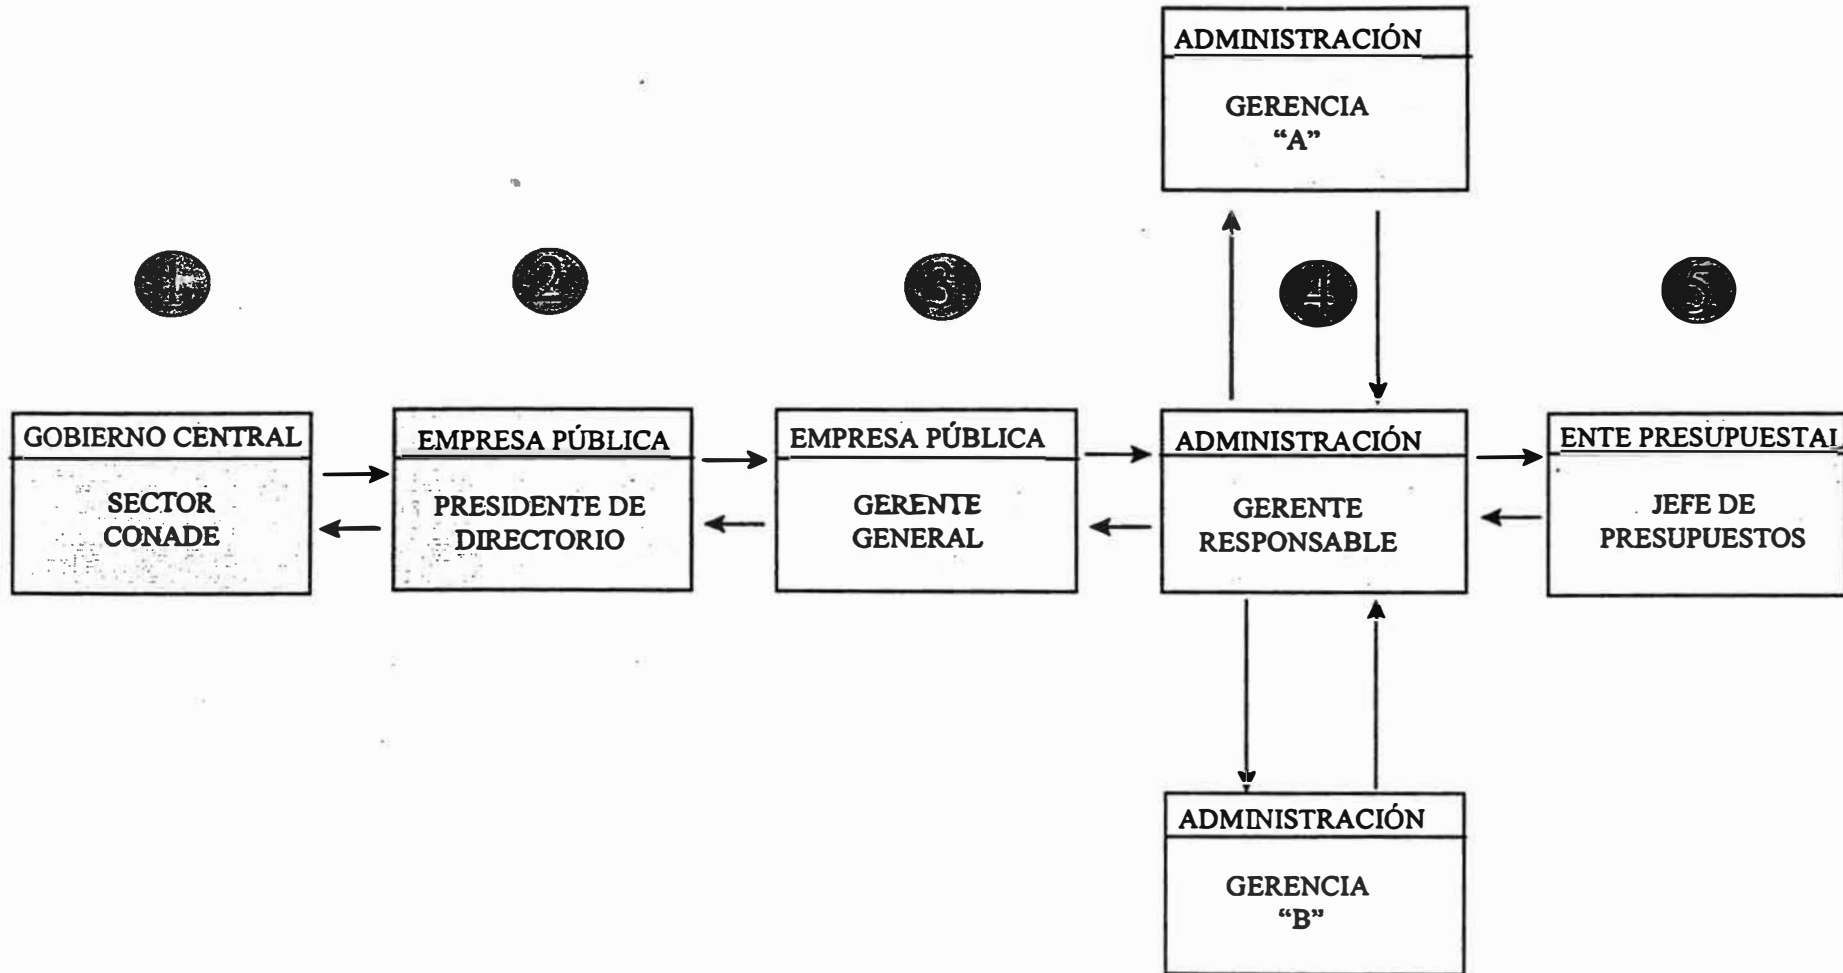 ADMINISTRACIÓN
GERENCIA
“A”
1
2
3
4
5
GOBIERNO CENTRAL
SECTOR
CONADE
EMPRESA PÚBLICA
PRESIDENTE DE
DIRECTORIO
EMPRESA PÚBLICA
GERENTE
GENERAL
ADMINISTRACIÓN
GERENTE
RESPONSABLE
ENTE PRESUPUESTAL
JEFE DE
PRESUPUESTOS
ADMINISTRACIÓN
GERENCIA
“B”